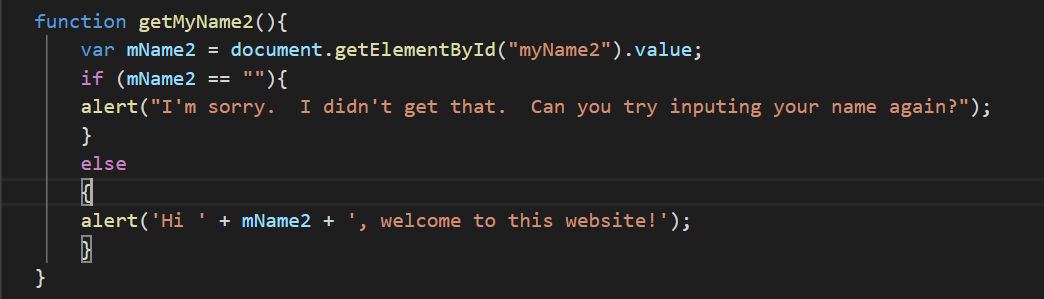 function getMyName2(){
    var mName2 = document.getElementById("myName2").value;
    if (mName2 == ""){
    alert("I'm sorry.  I didn't get that.  Can you try inputing your name again?");
    }
    else
    {
    alert('Hi ' + mName2 + ', welcome to this website!');
    }
}